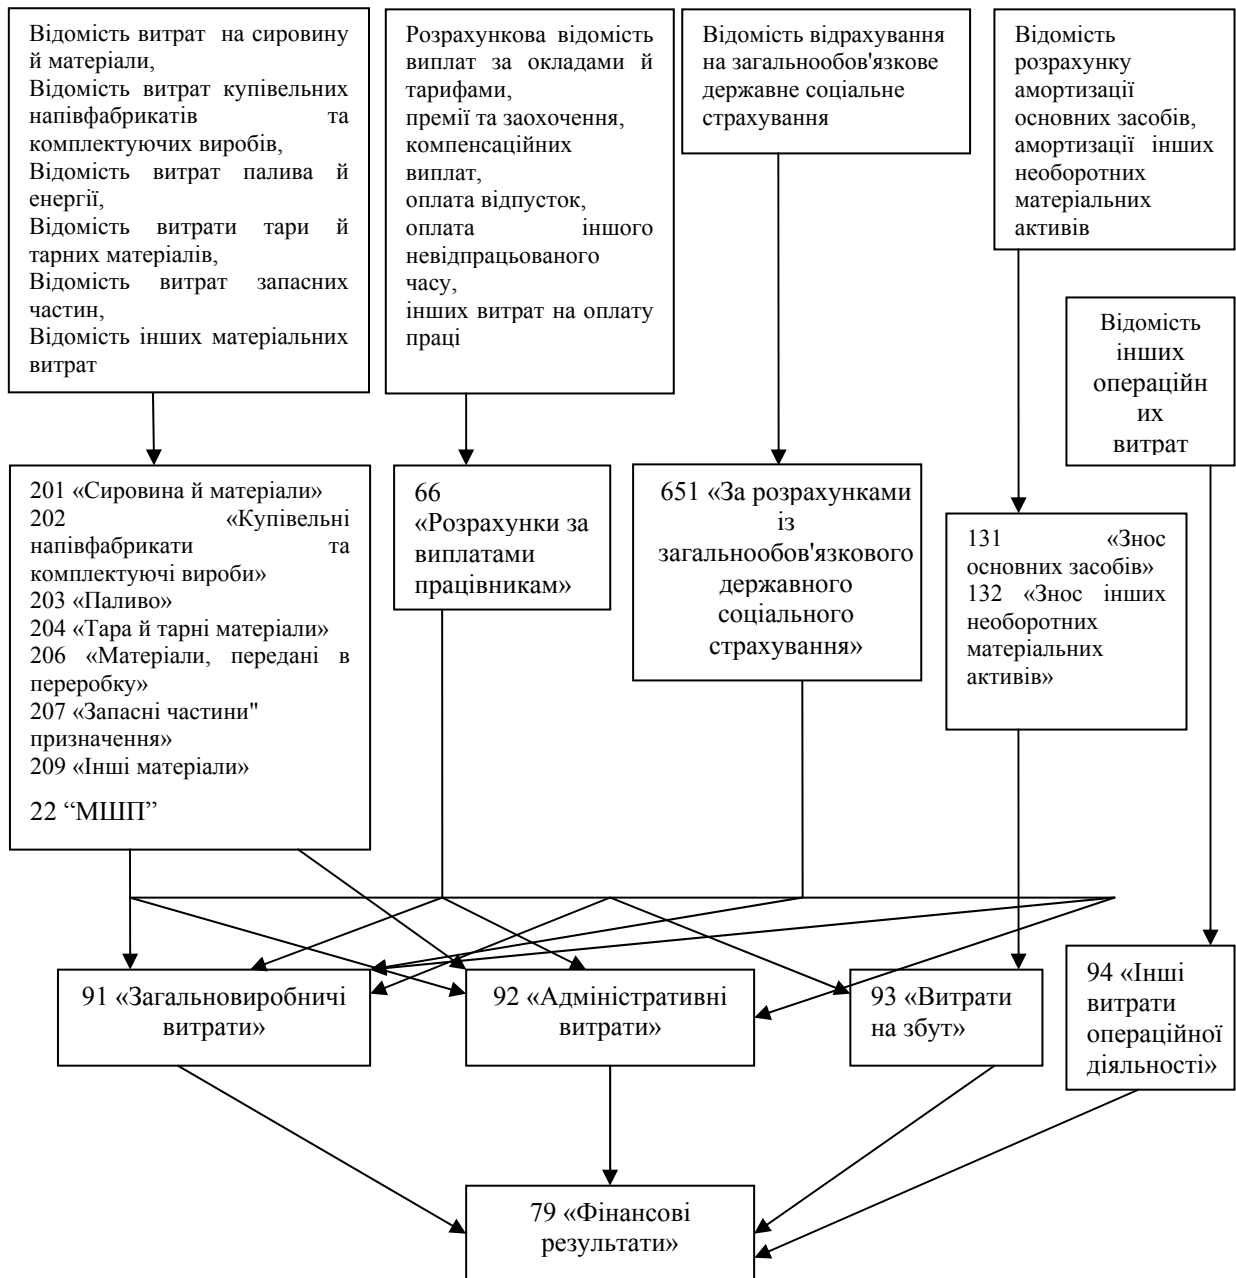 Відомість витрат на сировину
й матеріали,
Відомість витрат купівельних
напівфабрикатів та
комплектуючих виробів,
Відомість витрат палива й
енергії,
Відомість витрати тари й
тарних матеріалів,
Відомість витрат запасних
частин,
Відомість інших матеріальних
витрат
Розрахункова відомість
виплат за окладами й
тарифами,
премії та заохочення,
компенсаційних
виплат,
оплата відпусток,
оплата іншого
невідпрацьованого
часу,
інших витрат на оплату
праці
Відомість відрахування
на загальнообов'язкове
державне соціальне
страхування
Відомість
розрахунку
амортизації
основних засобів,
амортизації інших
необоротних
матеріальних
активів
Відомість
інших
операційн
их
витрат
201 «Сировина й матеріали»
202 «Купівельні
напівфабрикати та
комплектуючі вироби»
203 «Паливо»
204 «Тара й тарні матеріали»
206 «Матеріали, передані в
переробку»
207 «Запасні частини"
призначення»
209 «Інші матеріали»
22 “МШП”
66
«Розрахунки за
виплатами
працівникам»
651 «За розрахунками
із
загальнообов'язкового
державного
соціального
страхування»
131 «Знос
основних засобів»
132 «Знос інших
необоротних
матеріальних
активів»
91 «Загальновиробничі
витрати»
92 «Адміністративні
витрати»
93 «Витрати
на збут»
94 «Інші
витрати
операційної
діяльності»
79 «Фінансові
результати»